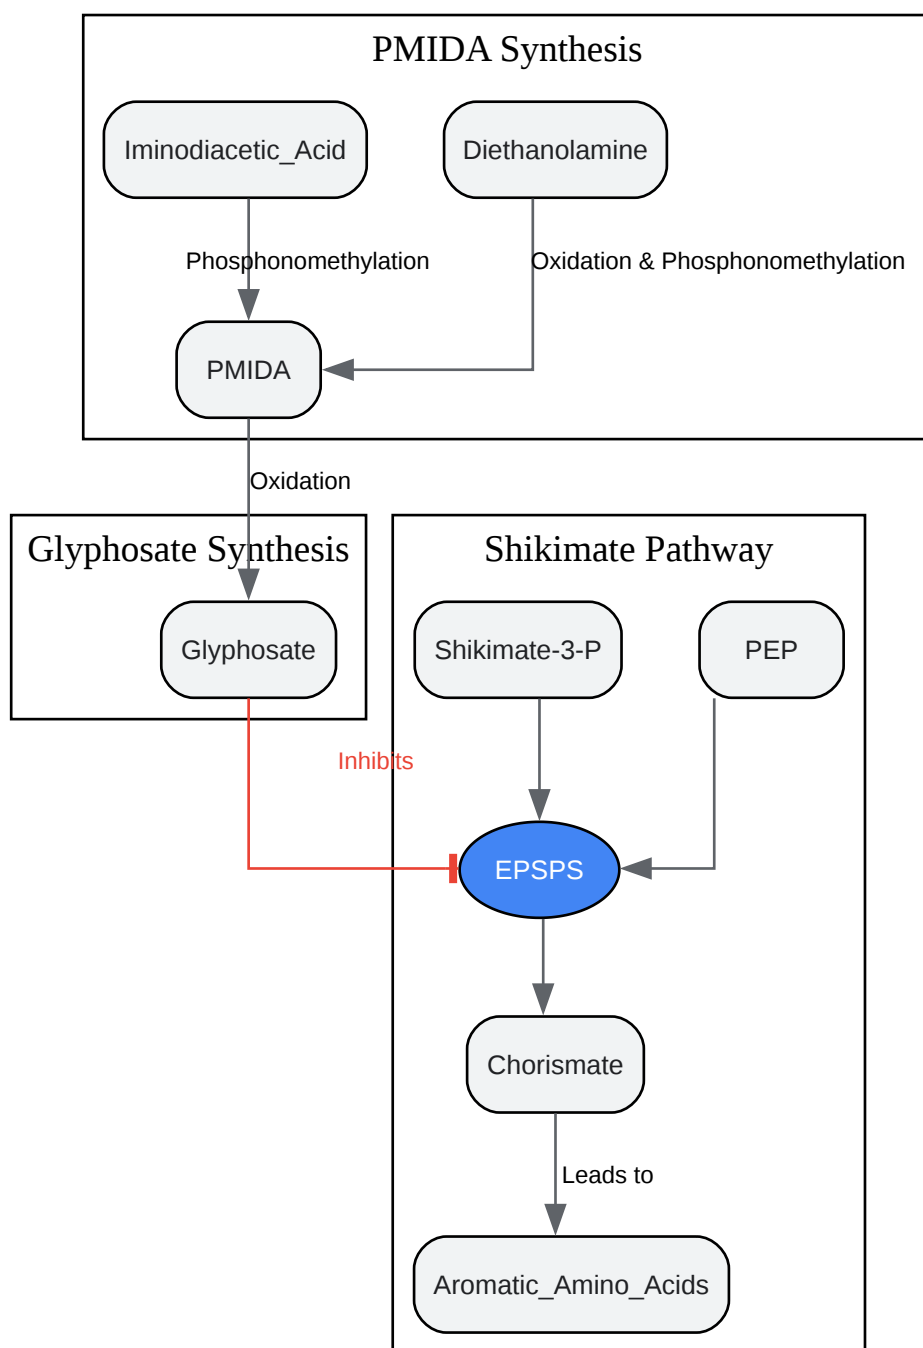 PMIDA Synthesis
Iminodiacetic_Acid
Diethanolamine
Phosphonomethylation
Oxidation & Phosphonomethylation
PMIDA
Oxidation
Glyphosate Synthesis
Shikimate Pathway
Glyphosate
Shikimate-3-P
PEP
Inhibits
EPSPS
Chorismate
Leads to
Aromatic_Amino_Acids